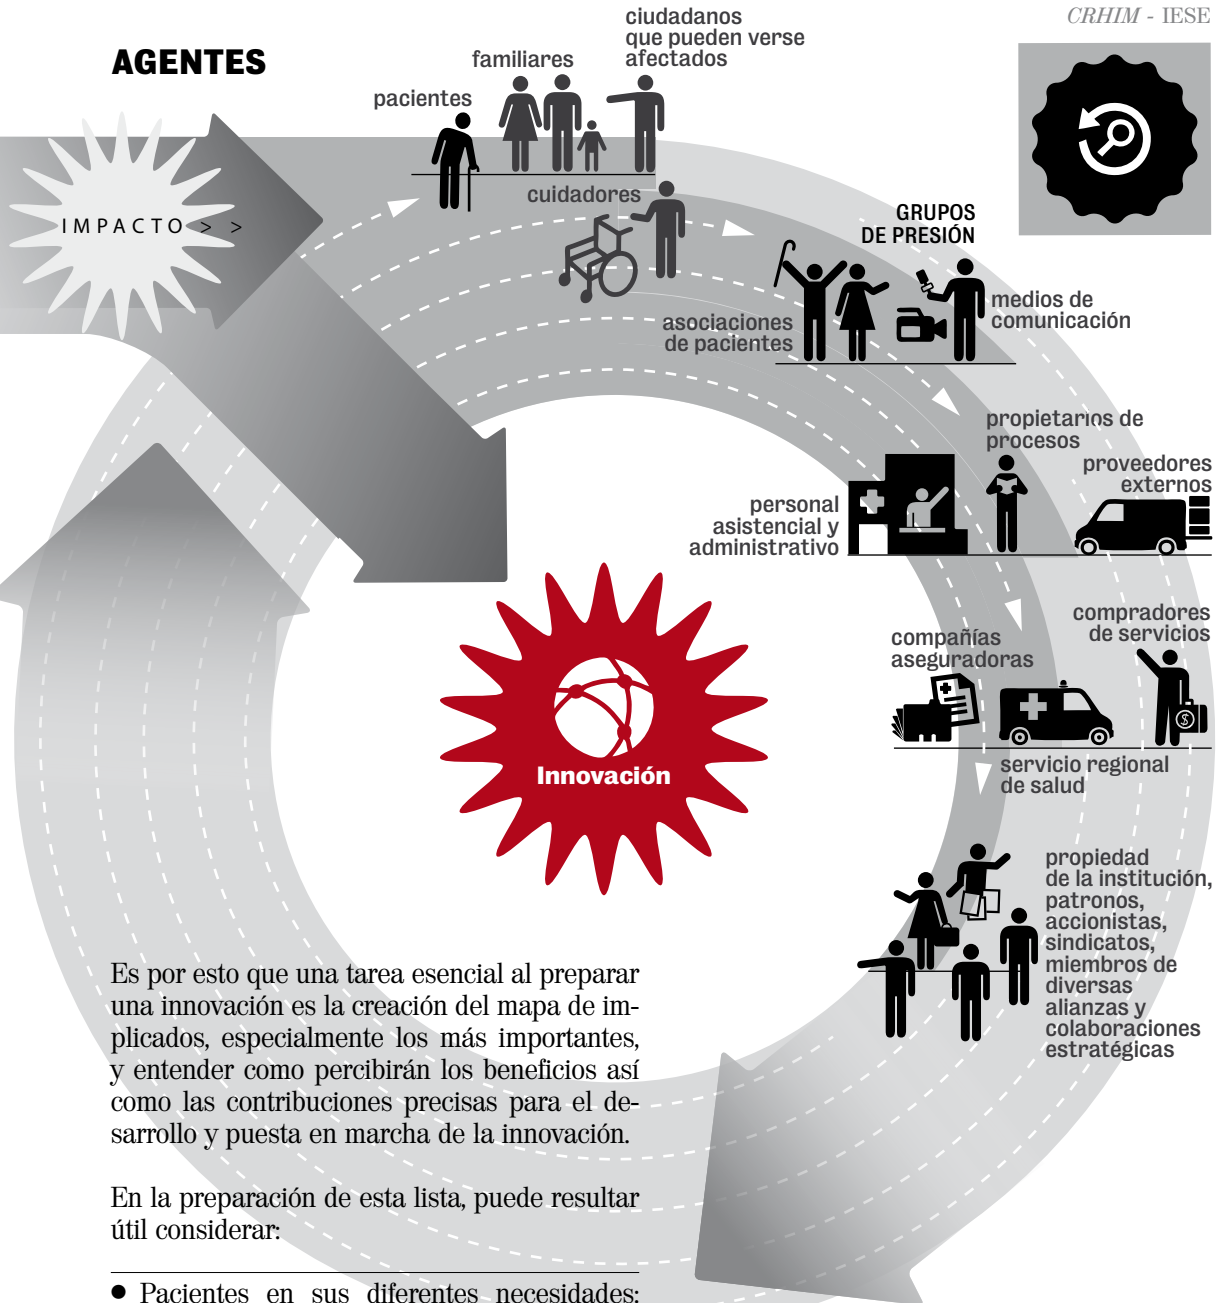 CRHIM - IESE
AGENTES
IMPACTO > >
pacientes
familiares
ciudadanos
que pueden verse
afectados
cuidadores
GRUPOS
DE PRESIÓN
asociaciones
de pacientes
medios de
comunicación
propietarios de
procesos
proveedores
externos
personal
asistencial y
administrativo
compradores
de servicios
compañías
aseguradoras
servicio regional
de salud
Innovación
propiedad
de la institución,
patronos,
accionistas,
sindicatos,
miembros de
diversas
alianzas y
colaboraciones
estratégicas
Es por esto que una tarea esencial al preparar
una innovación es la creación del mapa de im-
plicados, especialmente los más importantes,
y entender como percibirán los beneficios así
como las contribuciones precisas para el de-
sarrollo y puesta en marcha de la innovación.
En la preparación de esta lista, puede resultar
útil considerar:
● Pacientes en sus diferentes necesidades: